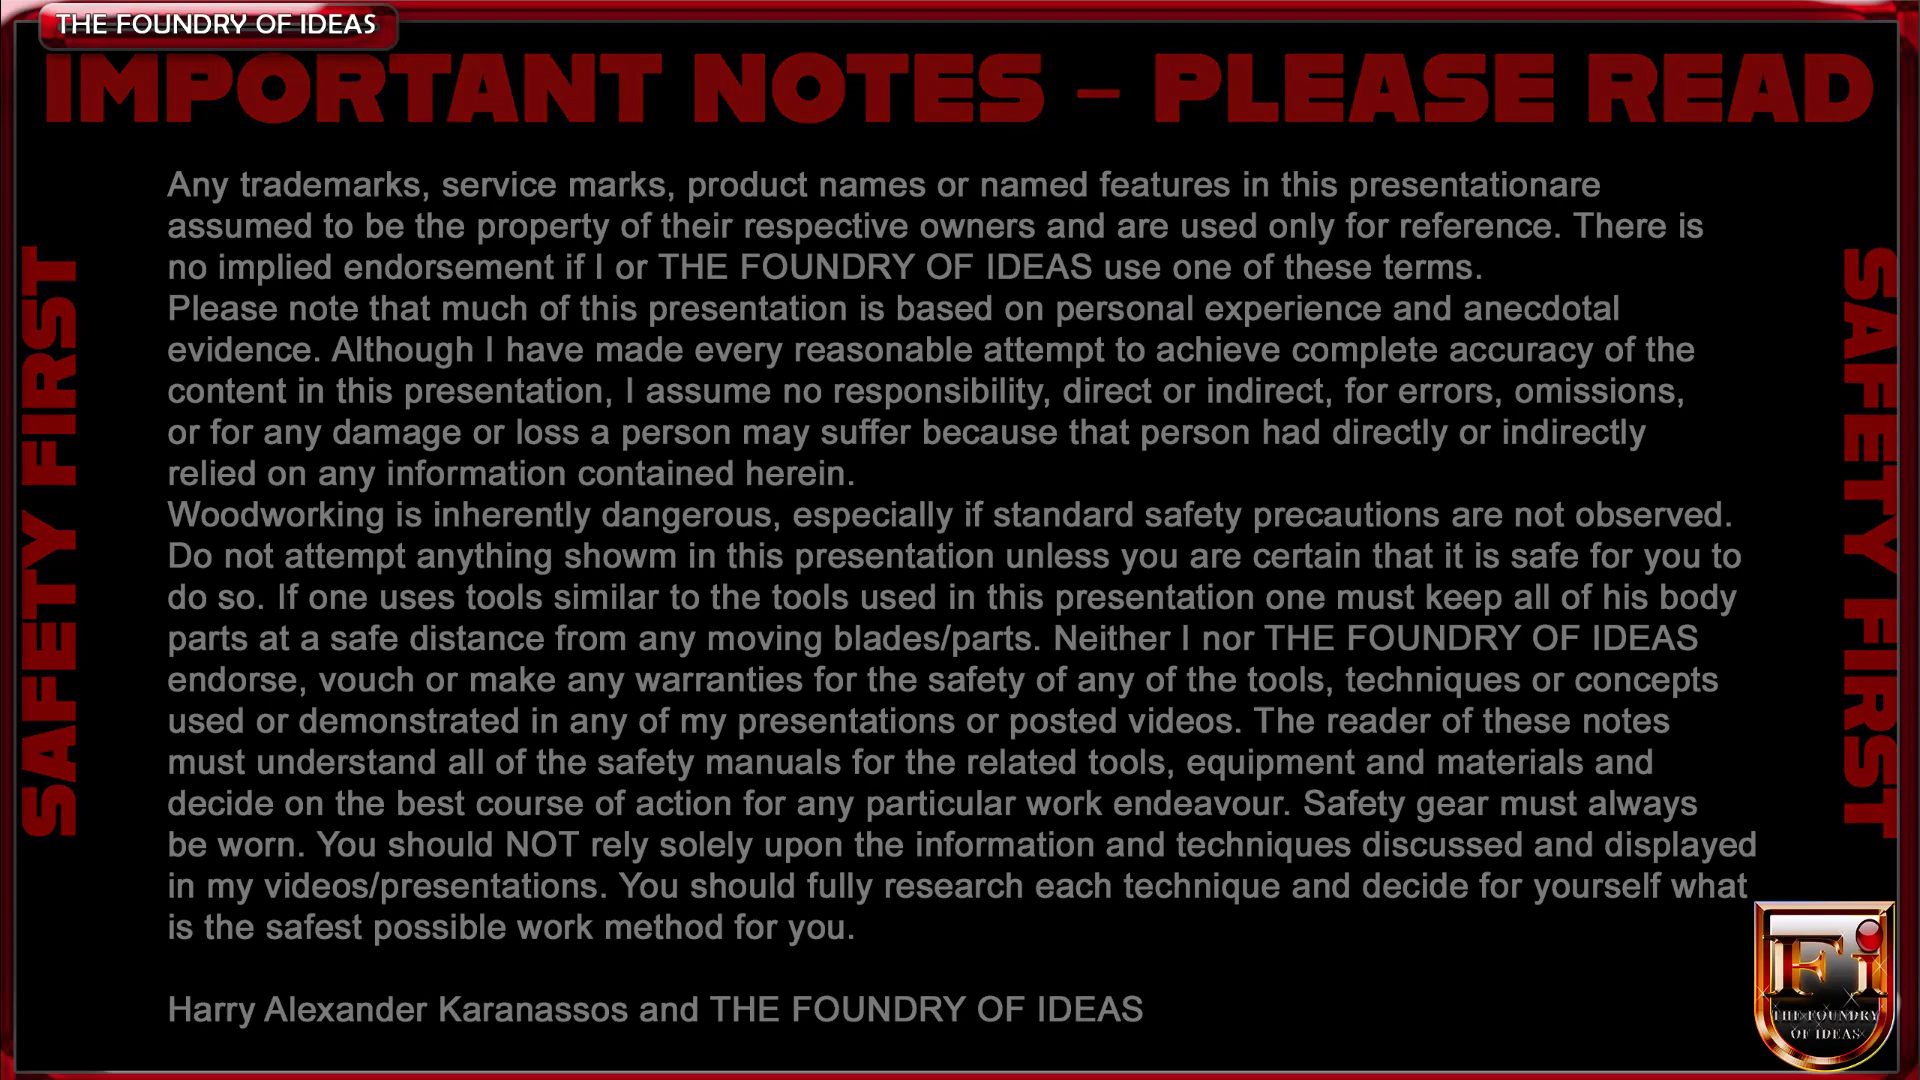 THE FOUNDRY OF IDEAS
IMPORTANT NOTES – PLEASE READ
SAFETY FIRST
Any trademarks, service marks, product names or named features in this presentationare
assumed to be the property of their respective owners and are used only for reference. There is
no implied endorsement if I or THE FOUNDRY OF IDEAS use one of these terms.
Please note that much of this presentation is based on personal experience and anecdotal
evidence. Although I have made every reasonable attempt to achieve complete accuracy of the
content in this presentation, I assume no responsibility, direct or indirect, for errors, omissions,
or for any damage or loss a person may suffer because that person had directly or indirectly
relied on any information contained herein.
Woodworking is inherently dangerous, especially if standard safety precautions are not observed.
Do not attempt anything showm in this presentation unless you are certain that it is safe for you to
do so. If one uses tools similar to the tools used in this presentation one must keep all of his body
parts at a safe distance from any moving blades/parts. Neither I nor THE FOUNDRY OF IDEAS
endorse, vouch or make any warranties for the safety of any of the tools, techniques or concepts
used or demonstrated in any of my presentations or posted videos. The reader of these notes
must understand all of the safety manuals for the related tools, equipment and materials and
decide on the best course of action for any particular work endeavour. Safety gear must always
be worn. You should NOT rely solely upon the information and techniques discussed and displayed
in my videos/presentations. You should fully research each technique and decide for yourself what
is the safest possible work method for you.
Harry Alexander Karanassos and THE FOUNDRY OF IDEAS
SAFETY FIRST
Fi
THE FOUNDRY
OF IDEAS